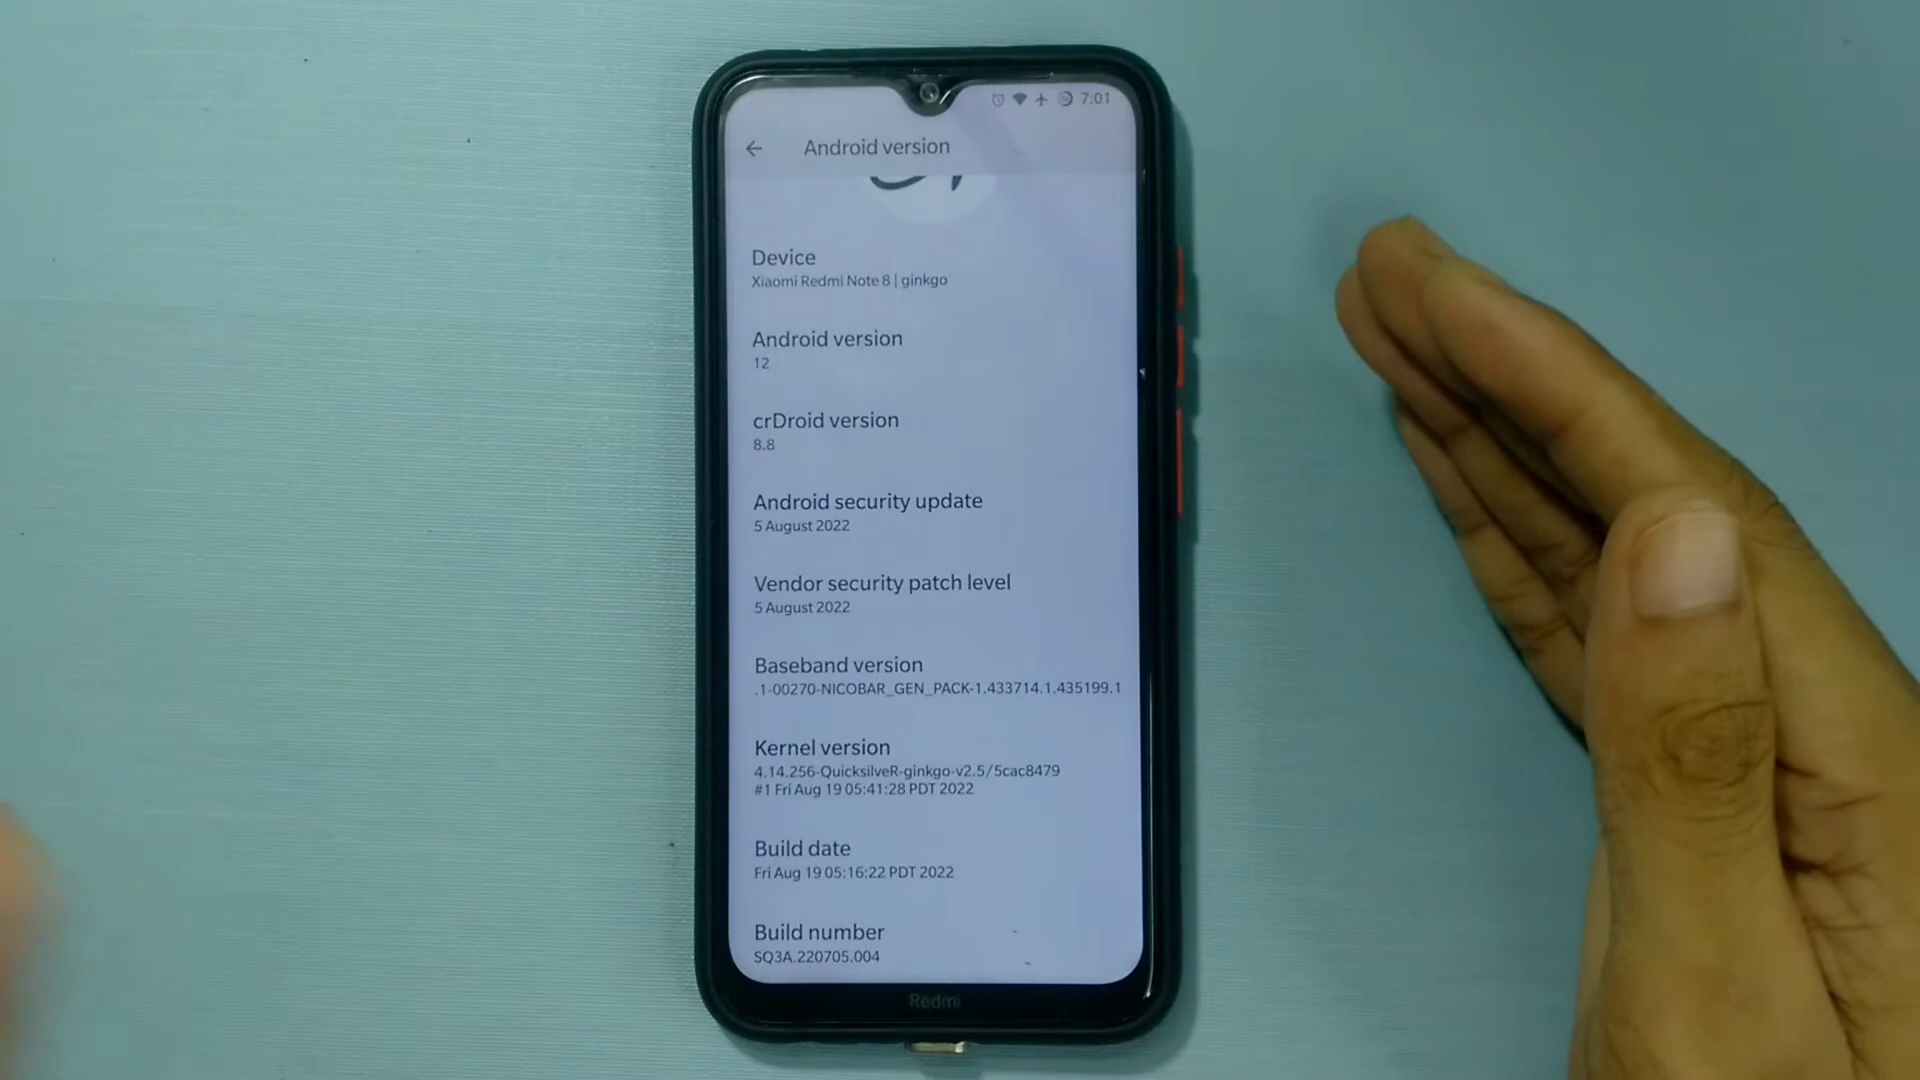 7:01
Android version
Device
Xiaomi Redmi Note 8 | ginkgo
Android version
12
crDroid version
8.8
Android security update
5 August 2022
Vendor security patch level
5 August 2022
Baseband version
.1-00270-NICOBAR_GEN_PACK-1.433714.1.435199.1
Kernel version
4.14.256-QuicksilveR-ginkgo-v2.5/5cac8479
#1 Fri Aug 19 05:41:28 PDT 2022
Build date
Fri Aug 19 05:16:22 PDT 2022
Build number
SQ3A.220705.004
Redmi